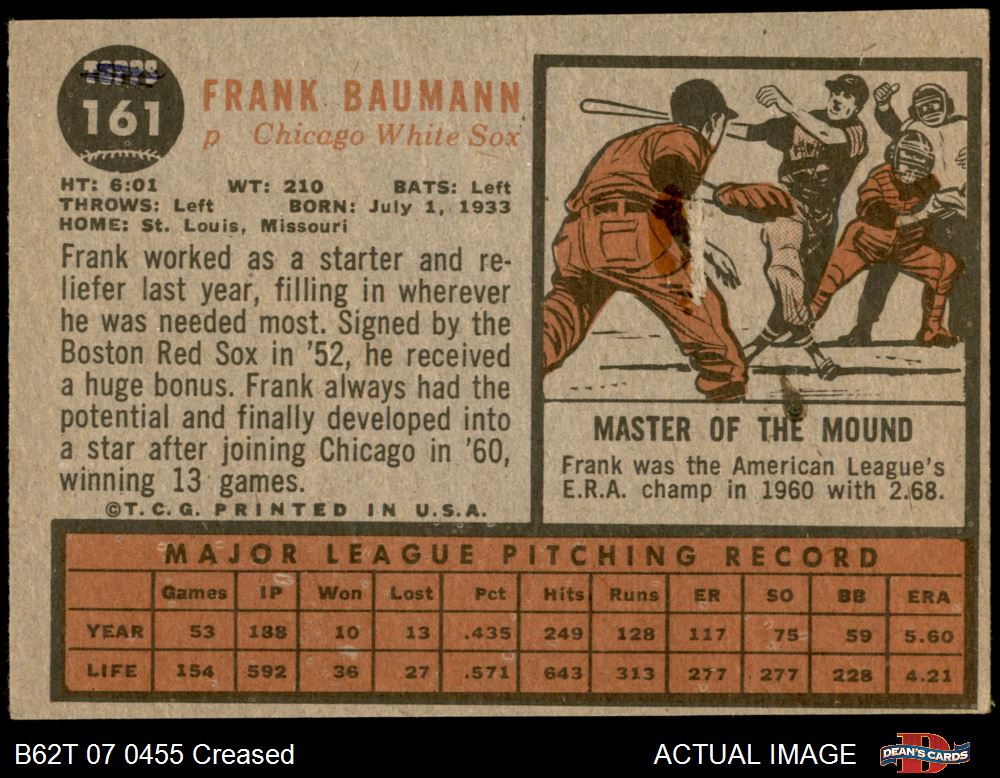 TOPPS
161
FRANK BAUMANN
p Chicago White Sox
HT: 6:01 WT: 210 BATS: Left
THROWS: Left BORN: July 1, 1933
HOME: St. Louis, Missouri
Frank worked as a starter and re-
liefer last year, filling in wherever
he was needed most. Signed by the
Boston Red Sox in '52, he received
a huge bonus. Frank always had the
potential and finally developed into
a star after joining Chicago in '60,
winning 13 games.
©T.C.G. PRINTED IN U.S.A.
MASTER OF THE MOUND
Frank was the American League's
E.R.A. champ in 1960 with 2.68.
MAJOR LEAGUE PITCHING RECORD
Games IP Won Lost Pct Hits Runs ER SO BB ERA
YEAR 53 188 10 13 .435 249 128 117 75 59 5.60
LIFE 154 592 36 27 .571 643 313 277 277 228 4.21
B62T 07 0455 Creased
ACTUAL IMAGE
DEAN'S CARDS